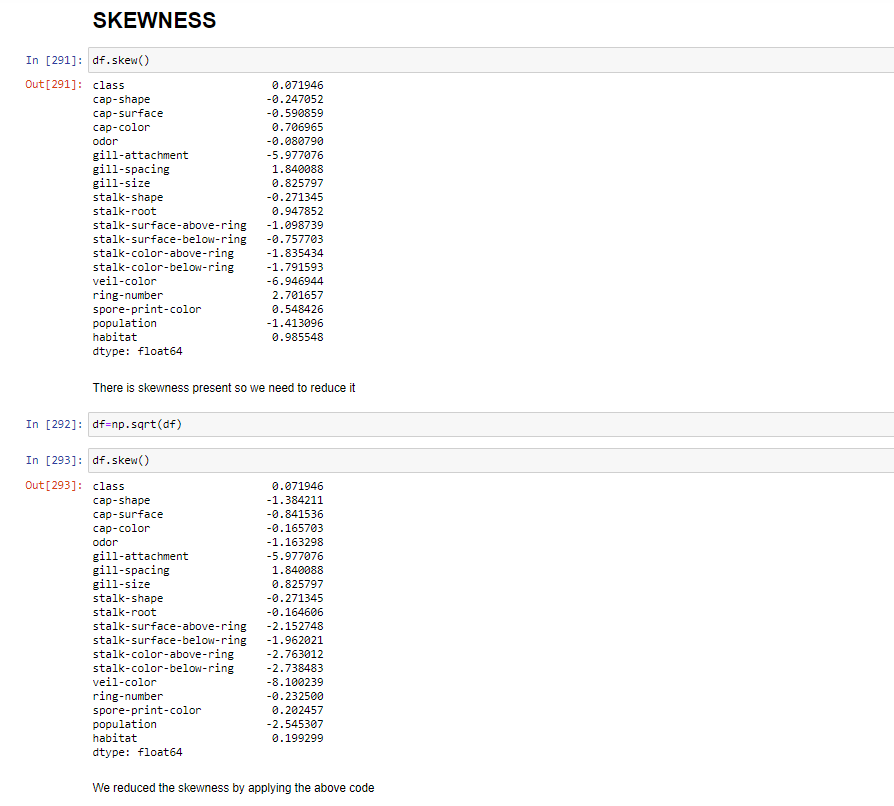 SKEWNESS
In [291]: df.skew()
Out[291]: class 0.071946
cap-shape -0.247052
cap-surface -0.590859
cap-color 0.706965
odor -0.080790
gill-attachment -5.977076
gill-spacing 1.840088
gill-size 0.825797
stalk-shape -0.271345
stalk-root 0.947852
stalk-surface-above-ring -1.098739
stalk-surface-below-ring -0.757703
stalk-color-above-ring -1.835434
stalk-color-below-ring -1.791593
veil-color -6.946944
ring-number 2.701657
spore-print-color 0.548426
population -1.413096
habitat 0.985548
dtype: float64
There is skewness present so we need to reduce it
In [292]: df=np.sqrt(df)
In [293]: df.skew()
Out[293]: class 0.071946
cap-shape -1.384211
cap-surface -0.841536
cap-color -0.165703
odor -1.163298
gill-attachment -5.977076
gill-spacing 1.840088
gill-size 0.825797
stalk-shape -0.271345
stalk-root -0.164606
stalk-surface-above-ring -2.152748
stalk-surface-below-ring -1.962021
stalk-color-above-ring -2.763012
stalk-color-below-ring -2.738483
veil-color -8.100239
ring-number -0.232500
spore-print-color 0.202457
population -2.545307
habitat 0.199299
dtype: float64
We reduced the skewness by applying the above code